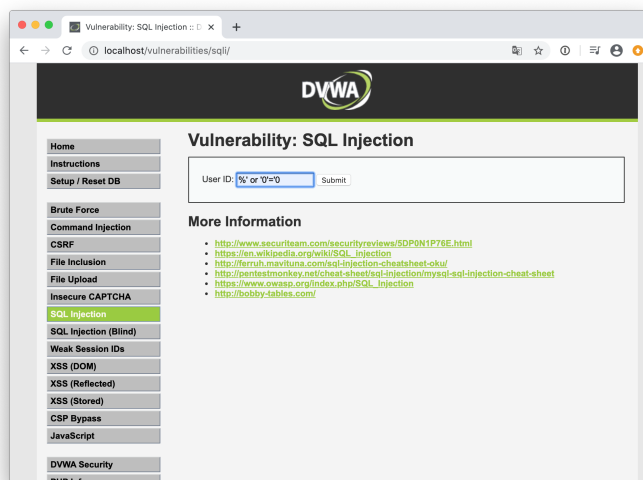 Vulnerability: SQL Injection :: D
localhost/vulnerabilities/sqli/
DVWA
Home
Instructions
Setup / Reset DB
Brute Force
Command Injection
CSRF
File Inclusion
File Upload
Insecure CAPTCHA
SQL Injection
SQL Injection (Blind)
Weak Session IDs
XSS (DOM)
XSS (Reflected)
XSS (Stored)
CSP Bypass
JavaScript
DVWA Security
Vulnerability: SQL Injection
User ID: %' or '0'='0 Submit
More Information
http://www.securiteam.com/securityreviews/5DP0N1P76E.html
https://en.wikipedia.org/wiki/SQL_injection
http://ferruh.mavituna.com/sql-injection-cheatsheet-oku/
http://pentestmonkey.net/cheat-sheet/sql-injection/mysql-sql-injection-cheat-sheet
https://www.owasp.org/index.php/SQL_Injection
http://bobby-tables.com/